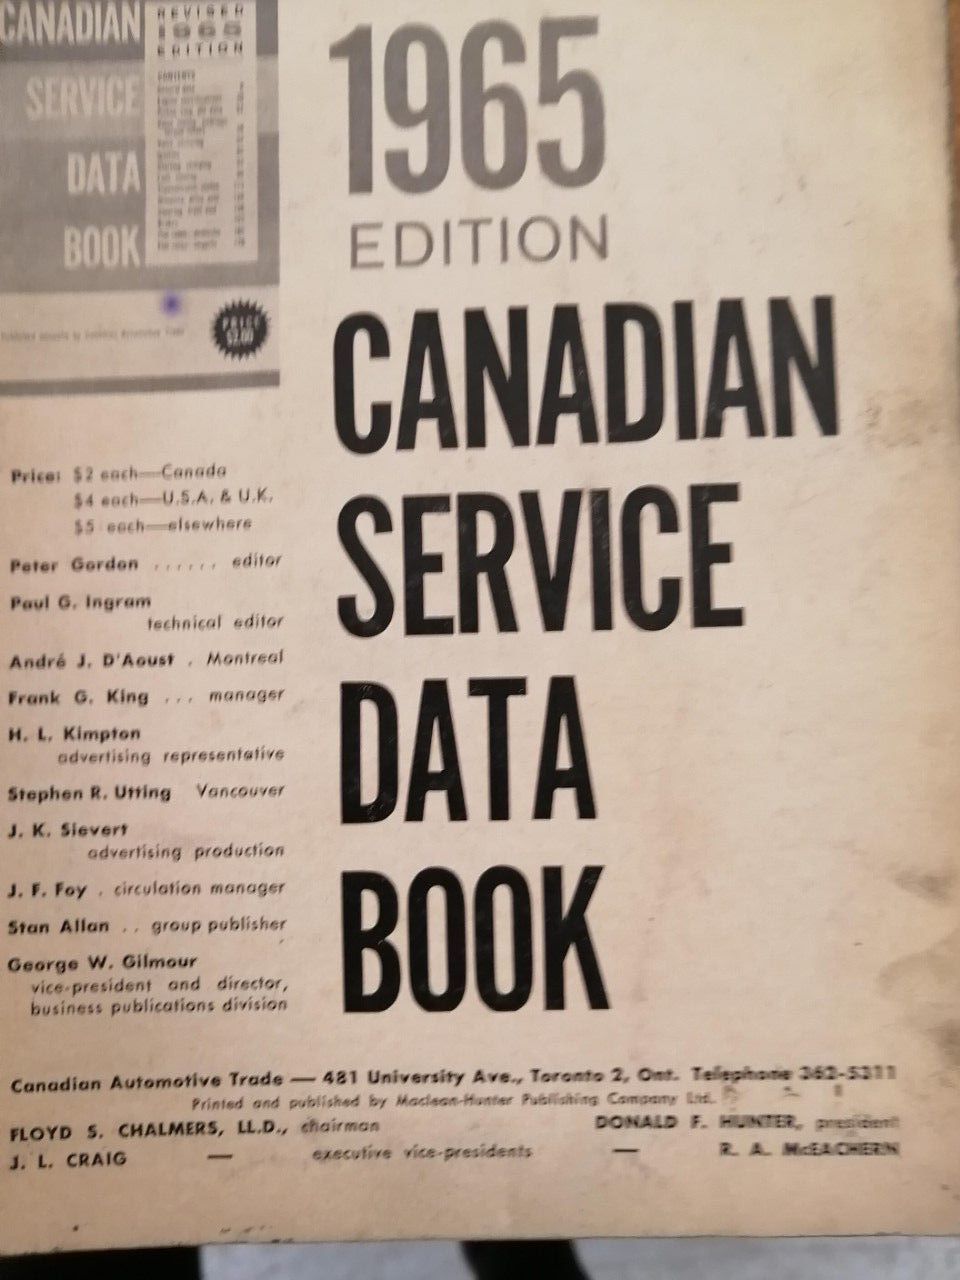 CANADIAN
SERVICE
DATA
BOOK
REVISED
1965
EDITION
CONTENTS
PRICE
$2.00
1965
EDITION
CANADIAN
SERVICE
DATA
BOOK
Price: $2 each—Canada
$4 each—U.S.A. & U.K.
$5 each—elsewhere
Peter Gordon ...... editor
Paul G. Ingram
technical editor
André J. D'Aoust . Montreal
Frank G. King ... manager
H. L. Kimpton
advertising representative
Stephen R. Utting Vancouver
J. K. Sievert
advertising production
J. F. Foy . circulation manager
Stan Allan .. group publisher
George W. Gilmour
vice-president and director,
business publications division
Canadian Automotive Trade — 481 University Ave., Toronto 2, Ont. Telephone 362-5311
Printed and published by Maclean-Hunter Publishing Company Ltd.
FLOYD S. CHALMERS, LL.D., chairman DONALD F. HUNTER, president
J. L. CRAIG — executive vice-presidents — R. A. McEACHERN